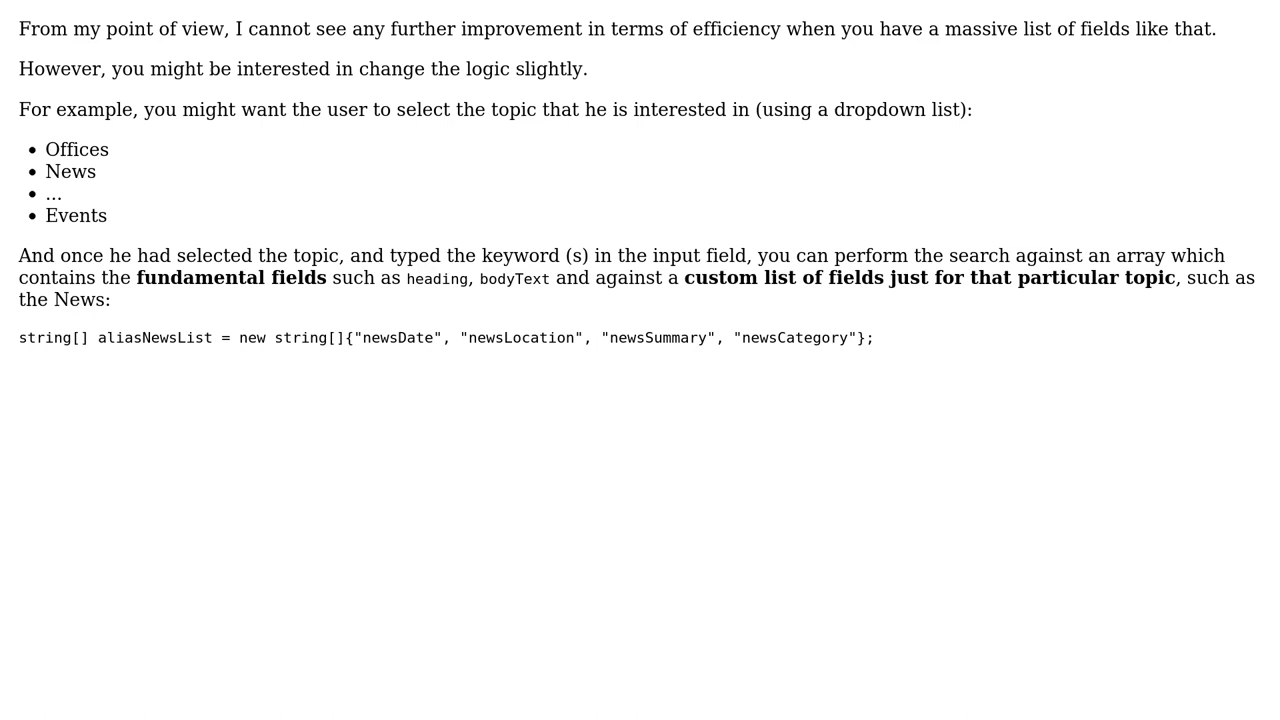 From my point of view, I cannot see any further improvement in terms of efficiency when you have a massive list of fields like that.
However, you might be interested in change the logic slightly.
For example, you might want the user to select the topic that he is interested in (using a dropdown list):
• Offices
• News
• ...
• Events
And once he had selected the topic, and typed the keyword (s) in the input field, you can perform the search against an array which
contains the fundamental fields such as heading, bodyText and against a custom list of fields just for that particular topic, such as
the News:
string[] aliasNewsList = new string[]{"newsDate", "newsLocation", "newsSummary", "newsCategory"};